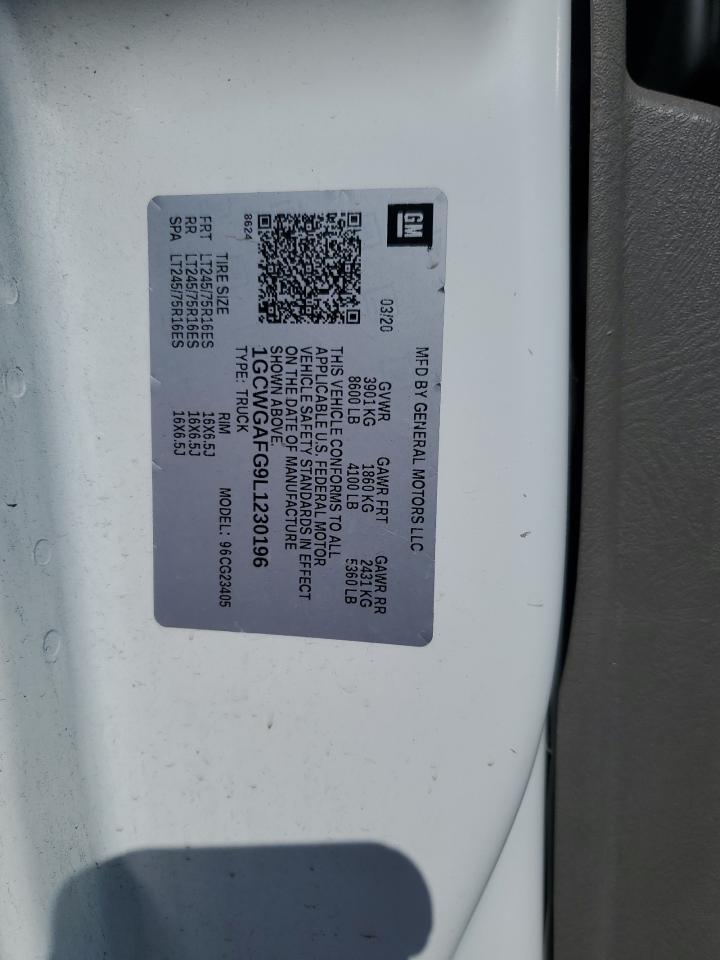 GM
MFD BY GENERAL MOTORS LLC
03/20
GVWR GAWR FRT GAWR RR
3901 KG 1860 KG 2431 KG
8600 LB 4100 LB 5360 LB
THIS VEHICLE CONFORMS TO ALL
APPLICABLE U.S. FEDERAL MOTOR
VEHICLE SAFETY STANDARDS IN EFFECT
ON THE DATE OF MANUFACTURE
SHOWN ABOVE.
8624
1GCWGAFG9L1230196
TYPE: TRUCK
TIRE SIZE RIM MODEL: 96CG23405
FRT LT245/75R16ES 16X6.5J
RR LT245/75R16ES 16X6.5J
SPA LT245/75R16ES 16X6.5J